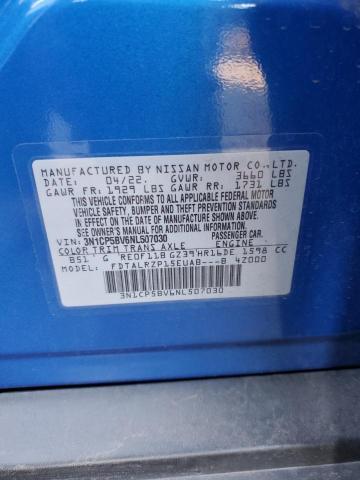 MANUFACTURED BY NISSAN MOTOR CO., LTD.
DATE: 04/22. GVWR: 3660 LBS
GAWR FR: 1929 LBS GAWR RR: 1731 LBS
THIS VEHICLE CONFORMS TO ALL APPLICABLE FEDERAL MOTOR
VEHICLE SAFETY, BUMPER AND THEFT PREVENTION STANDARDS
IN EFFECT ON THE DATE OF MANUFACTURE SHOWN ABOVE.
SEE OWNER'S MANUAL FOR ADDITIONAL INFORMATION.
VIN: 3N1CP5BV6NL507030 PASSENGER CAR.
COLOR TRIM TRANS AXLE ENGINE
B51 G RE0F11B GZ394HR16DE 1598 CC
MODEL: FDTALRZP15EUAB---B 4Z000
3N1CP5BV6NL507030